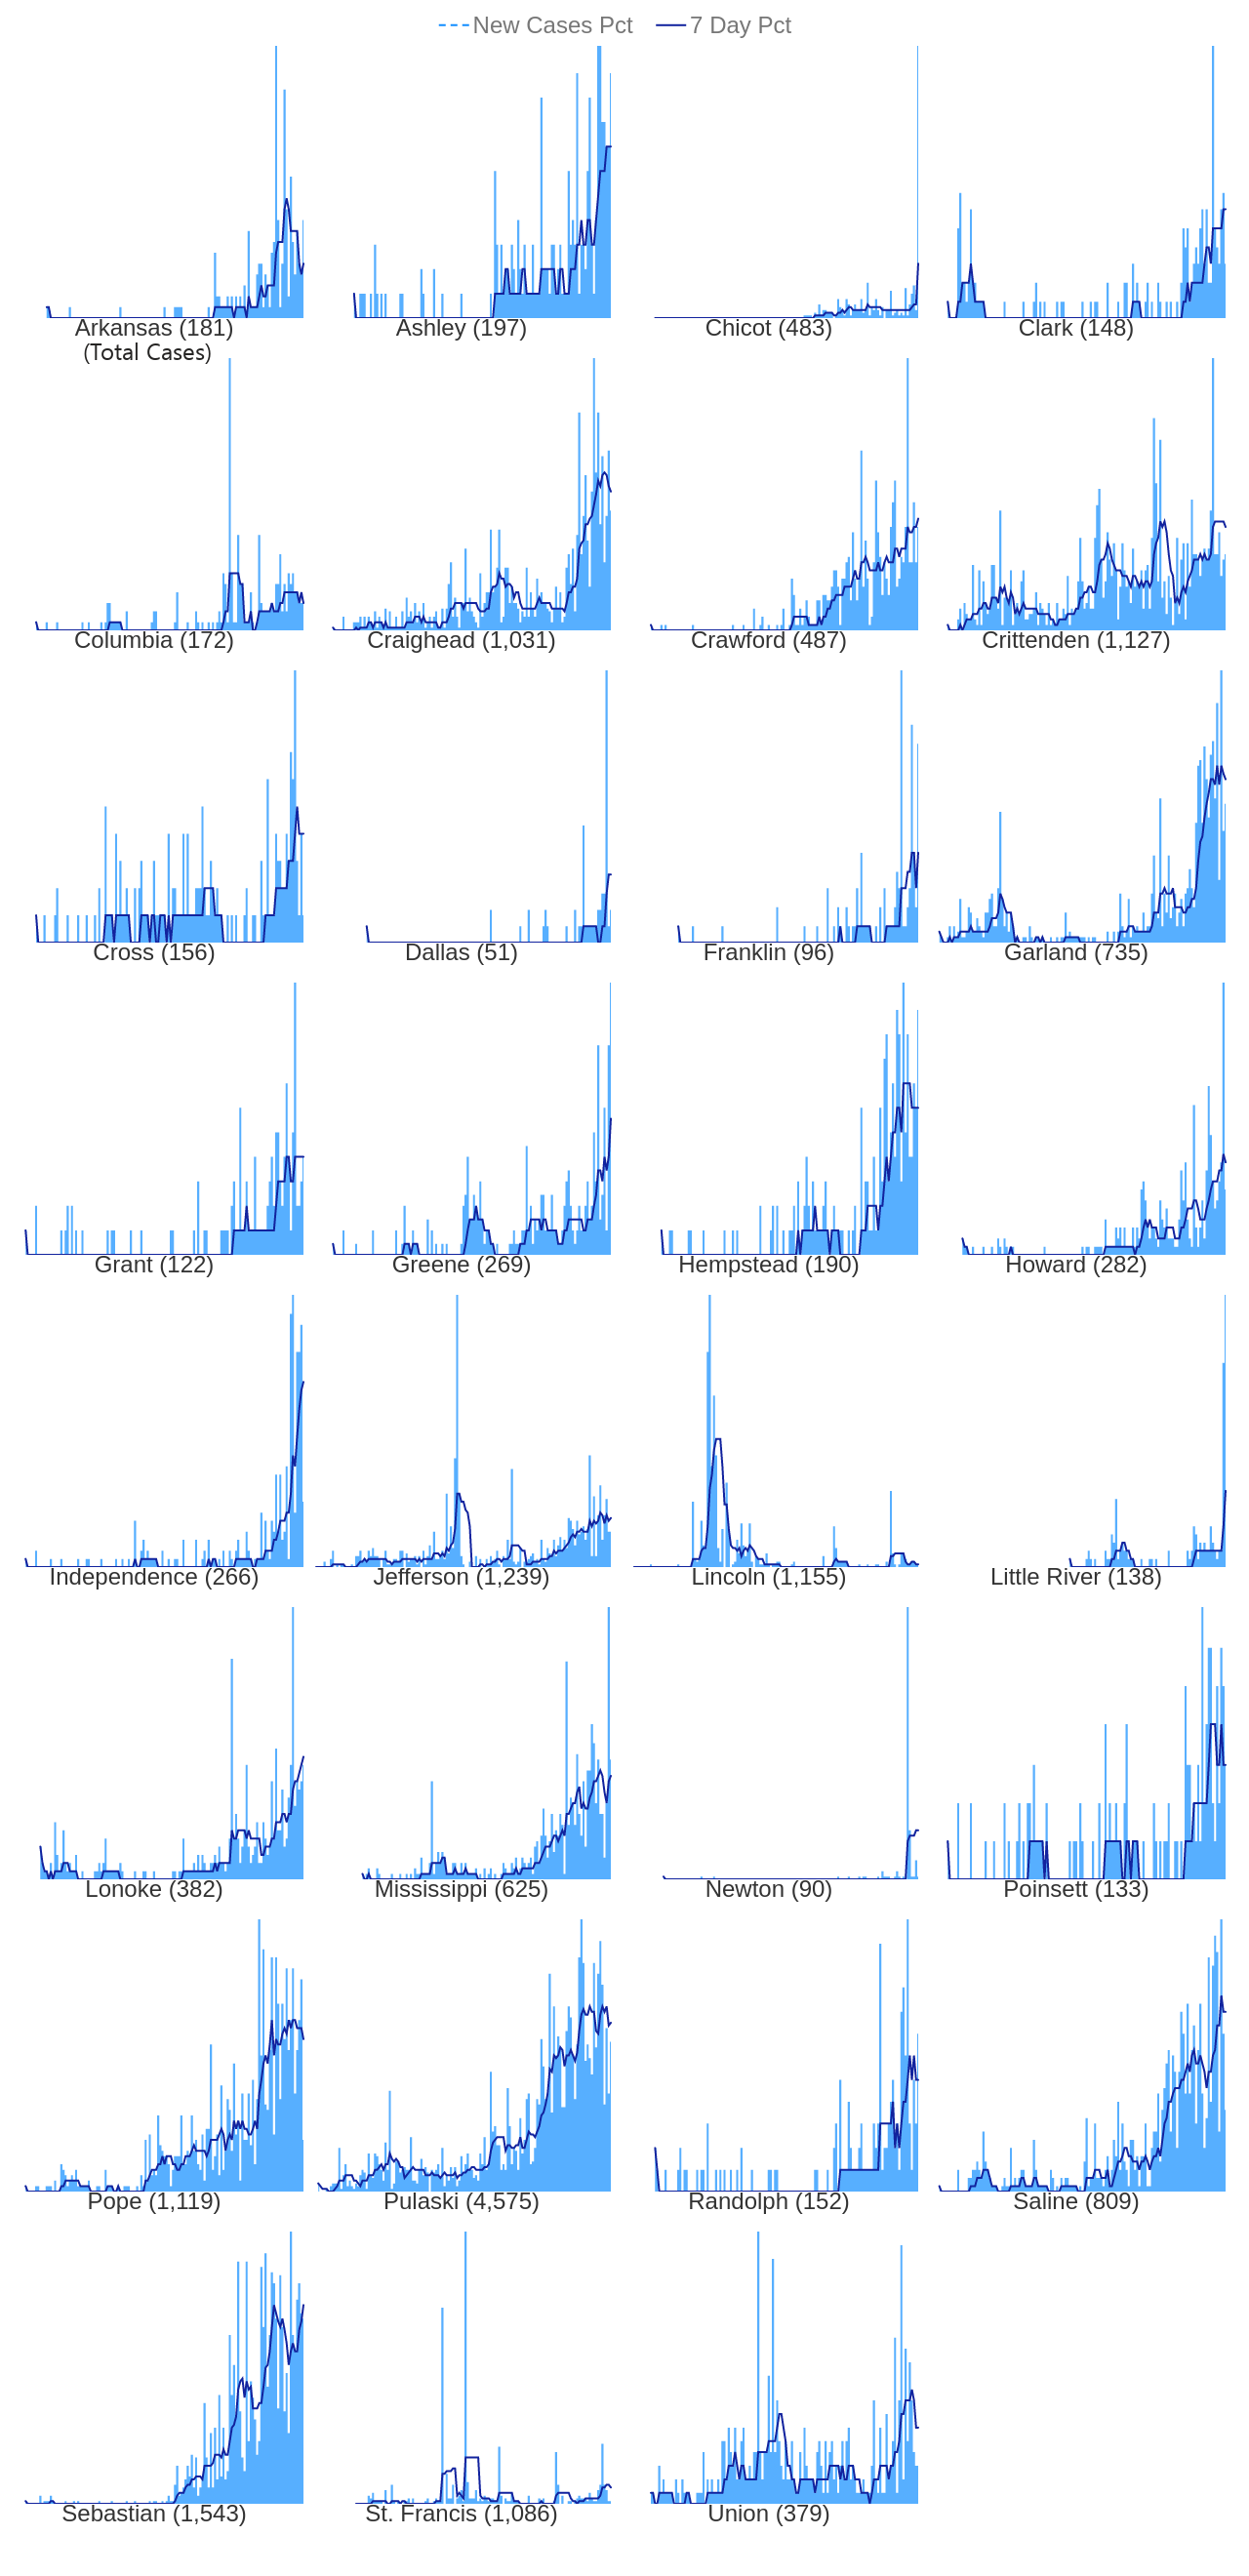 New Cases Pct 7 Day Pct
Arkansas (181) Ashley (197) Chicot (483) Clark (148)
(Total Cases)
Columbia (172) Craighead (1,031) Crawford (487) Crittenden (1,127)
Cross (156) Dallas (51) Franklin (96) Garland (735)
Grant (122) Greene (269) Hempstead (190) Howard (282)
Independence (266) Jefferson (1,239) Lincoln (1,155) Little River (138)
Lonoke (382) Mississippi (625) Newton (90) Poinsett (133)
Pope (1,119) Pulaski (4,575) Randolph (152) Saline (809)
Sebastian (1,543) St. Francis (1,086) Union (379)